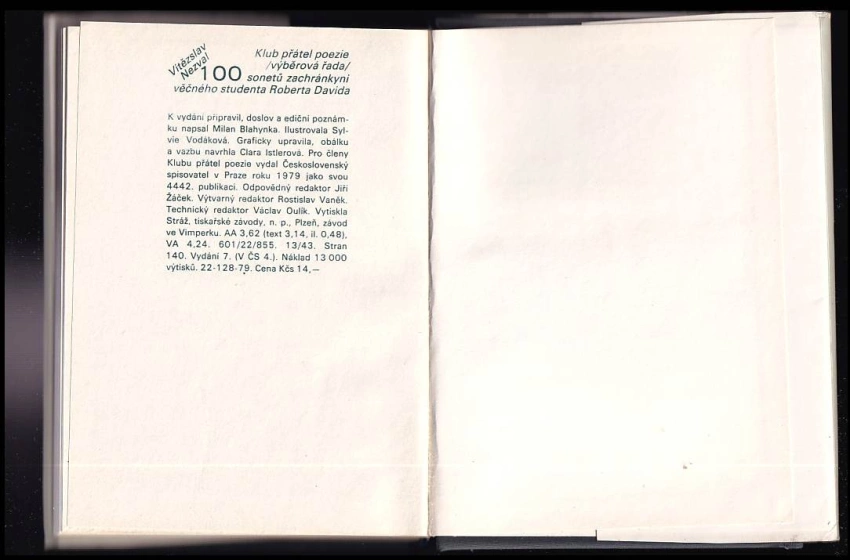 Vítězslav
Nezval
Klub přátel poezie
/výběrová řada/
100 sonetů zachránkyni
věčného studenta Roberta Davida
K vydání připravil, doslov a ediční poznám-
ku napsal Milan Blahynka. Ilustrovala Syl-
vie Vodáková. Graficky upravila, obálku
a vazbu navrhla Clara Istlerová. Pro členy
Klubu přátel poezie vydal Československý
spisovatel v Praze roku 1979 jako svou
4442. publikaci. Odpovědný redaktor Jiří
Žáček. Výtvarný redaktor Rostislav Vaněk.
Technický redaktor Václav Oulík. Vytiskla
Stráž, tiskařské závody, n. p., Plzeň, závod
ve Vimperku. AA 3,62 (text 3,14, il. 0,48),
VA 4,24. 601/22/855. 13/43. Stran
140. Vydání 7. (V ČS 4.). Náklad 13 000
výtisků. 22-128-79. Cena Kčs 14,—